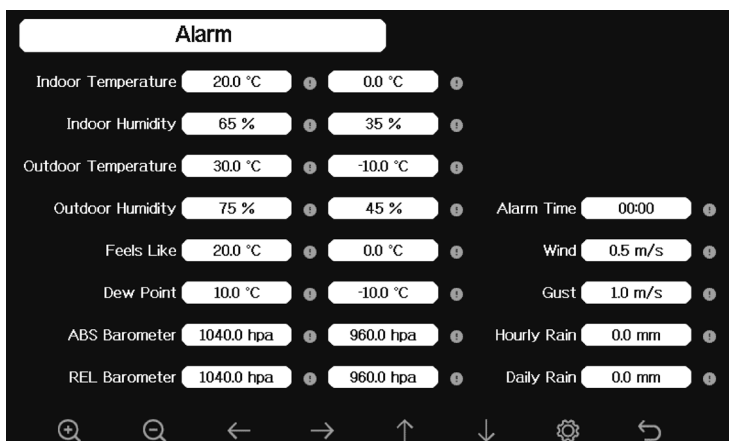 Alarm
Indoor Temperature 20.0 °C 0.0 °C
Indoor Humidity 65 % 35 %
Outdoor Temperature 30.0 °C -10.0 °C
Outdoor Humidity 75 % 45 % Alarm Time 00:00
Feels Like 20.0 °C 0.0 °C Wind 0.5 m/s
Dew Point 10.0 °C -10.0 °C Gust 1.0 m/s
ABS Barometer 1040.0 hpa 960.0 hpa Hourly Rain 0.0 mm
REL Barometer 1040.0 hpa 960.0 hpa Daily Rain 0.0 mm